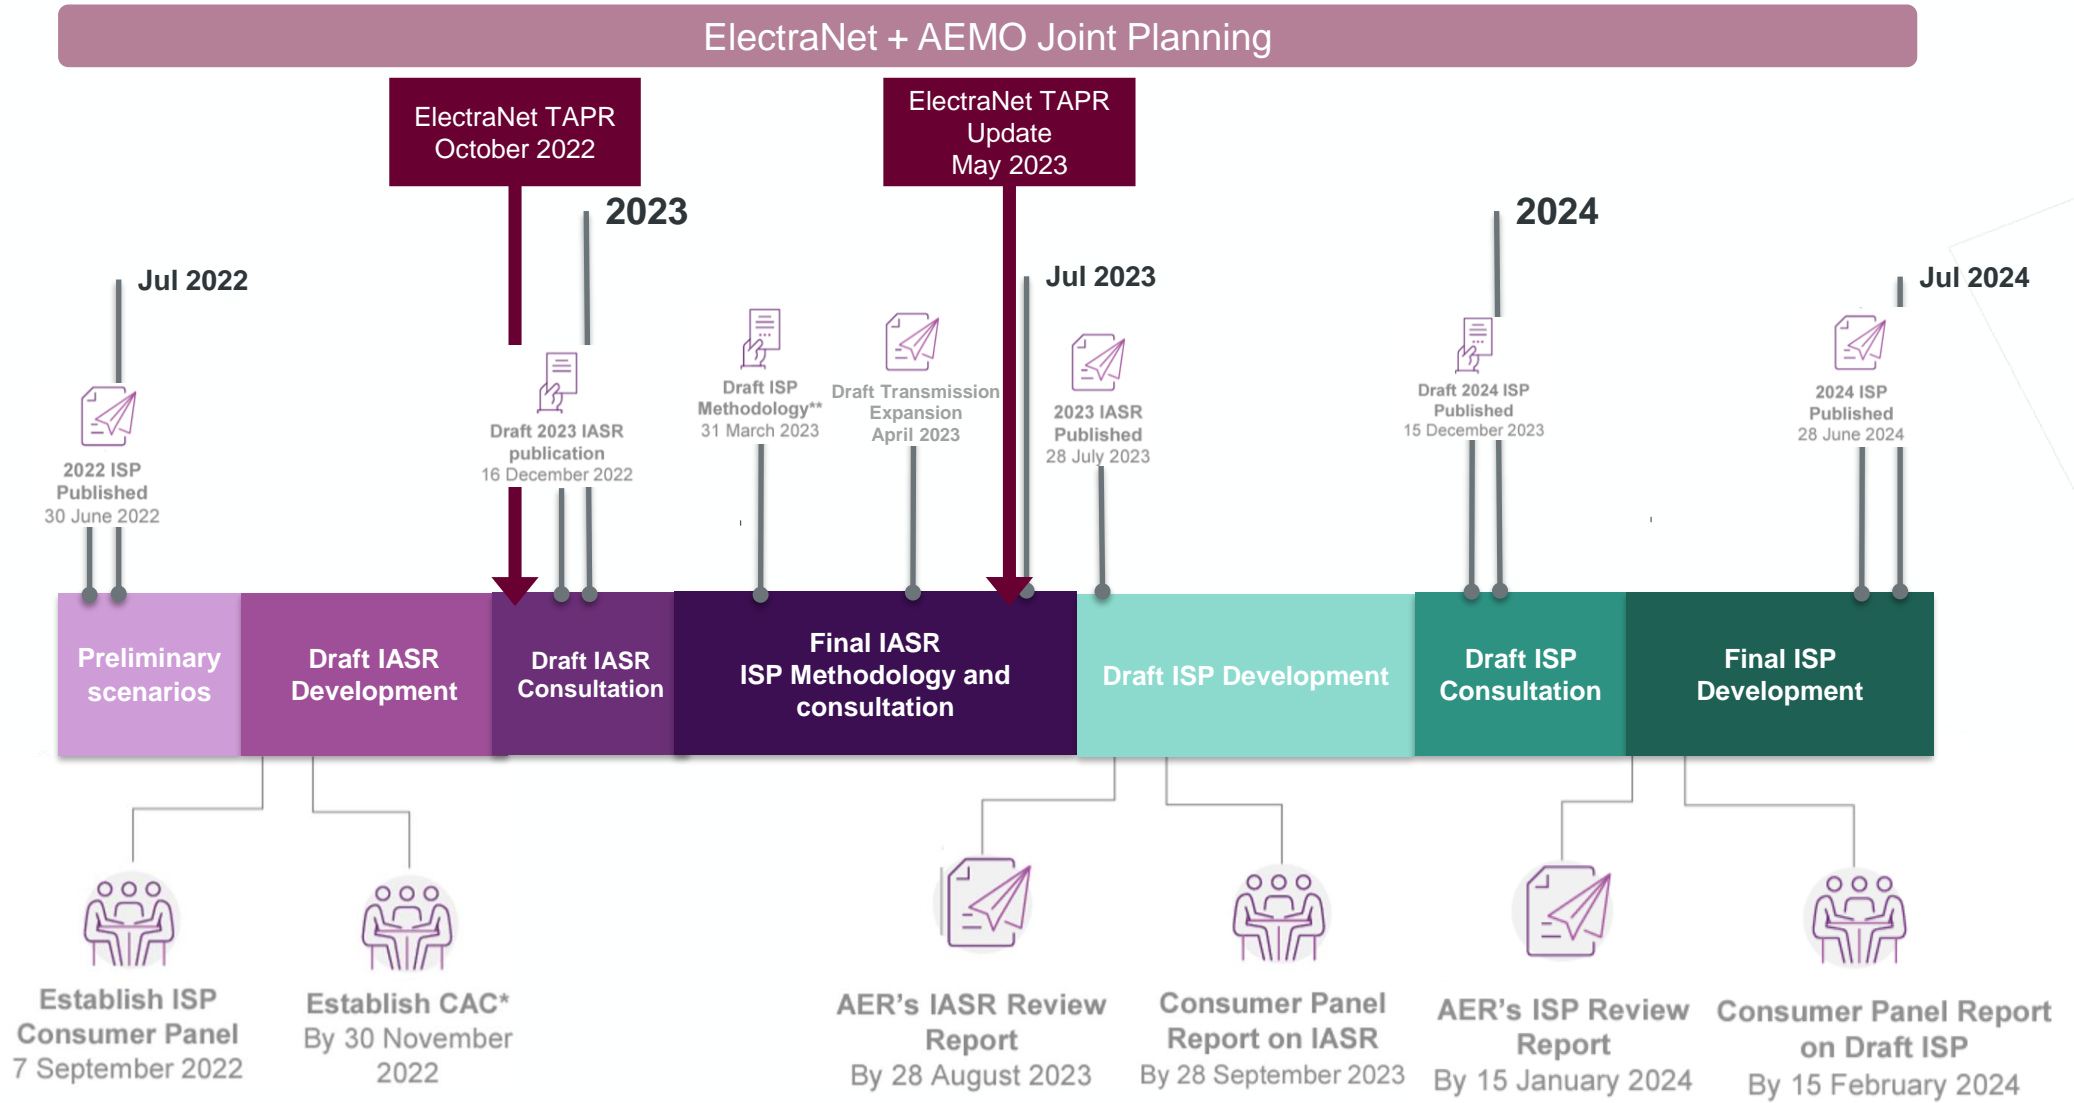 ElectraNet + AEMO Joint Planning
ElectraNet TAPR
October 2022
ElectraNet TAPR
Update
May 2023
2023
2024
Jul 2022
Jul 2023
Jul 2024
2022 ISP
Published
30 June 2022
Draft 2023 IASR
publication
16 December 2022
Draft ISP
Methodology**
31 March 2023
Draft Transmission
Expansion
April 2023
2023 IASR
Published
28 July 2023
Draft 2024 ISP
Published
15 December 2023
2024 ISP
Published
28 June 2024
Preliminary
scenarios
Draft IASR
Development
Draft IASR
Consultation
Final IASR
ISP Methodology and
consultation
Draft ISP Development
Draft ISP
Consultation
Final ISP
Development
Establish ISP
Consumer Panel
7 September 2022
Establish CAC*
By 30 November
2022
AER's IASR Review
Report
By 28 August 2023
Consumer Panel
Report on IASR
By 28 September 2023
AER's ISP Review
Report
By 15 January 2024
Consumer Panel Report
on Draft ISP
By 15 February 2024